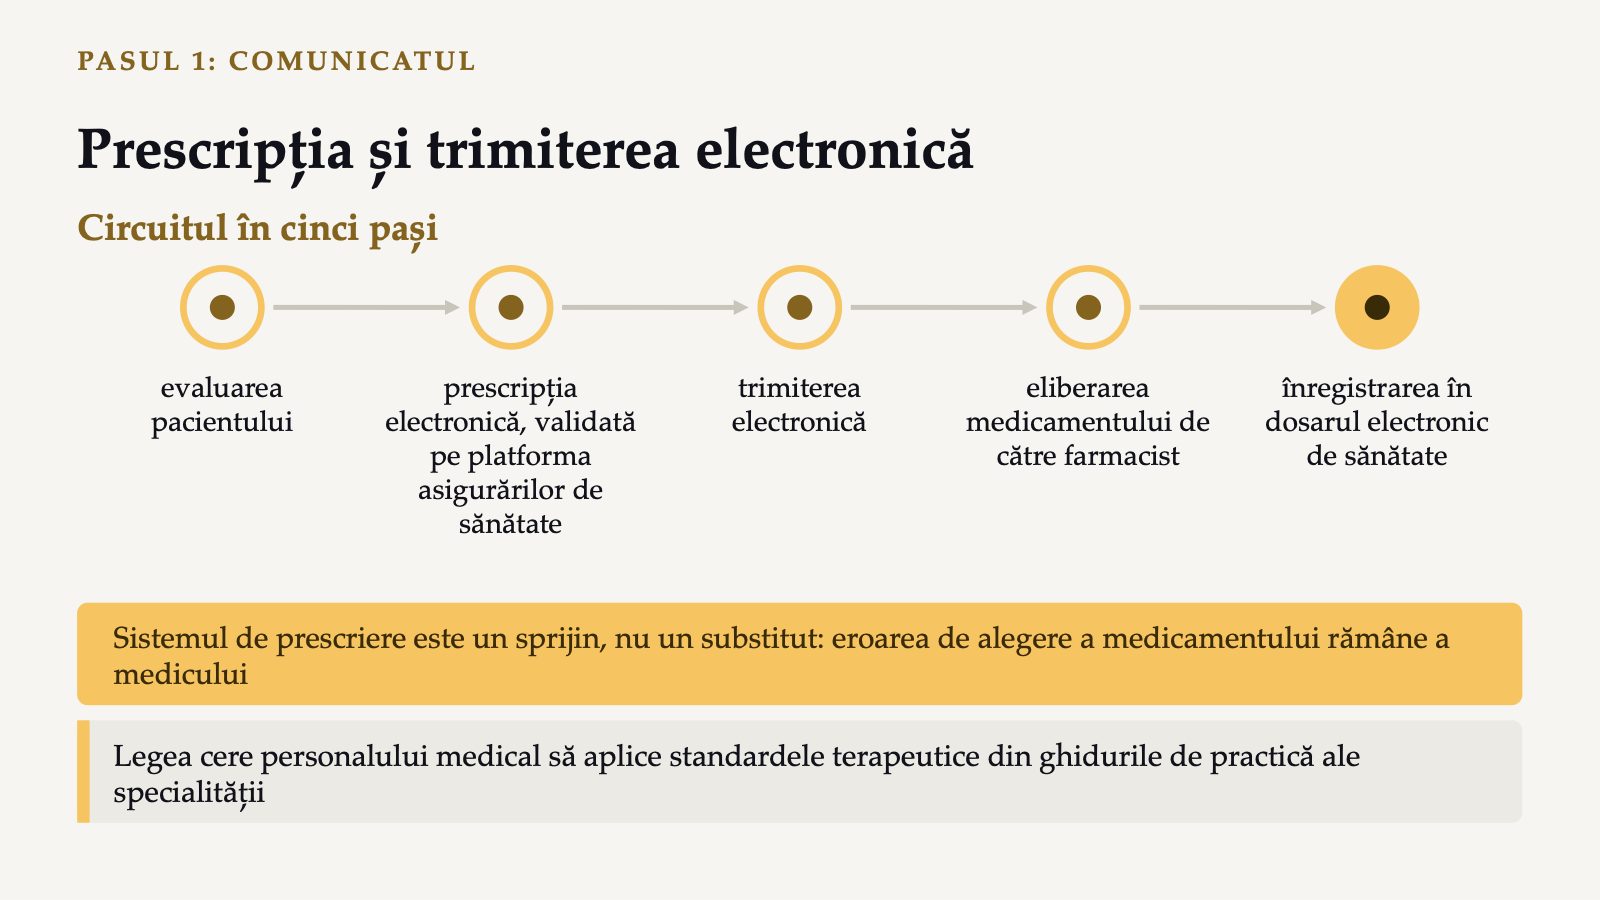 PASUL 1: COMUNICATUL
Prescripția și trimiterea electronică
Circuitul în cinci pași
evaluarea
pacientului
prescripția
electronică, validată
pe platforma
asigurărilor de
sănătate
trimiterea
electronică
eliberarea
medicamentului de
către farmacist
înregistrarea în
dosarul electronic
de sănătate
Sistemul de prescriere este un sprijin, nu un substitut: eroarea de alegere a medicamentului rămâne a
medicului
Legea cere personalului medical să aplice standardele terapeutice din ghidurile de practică ale
specialității